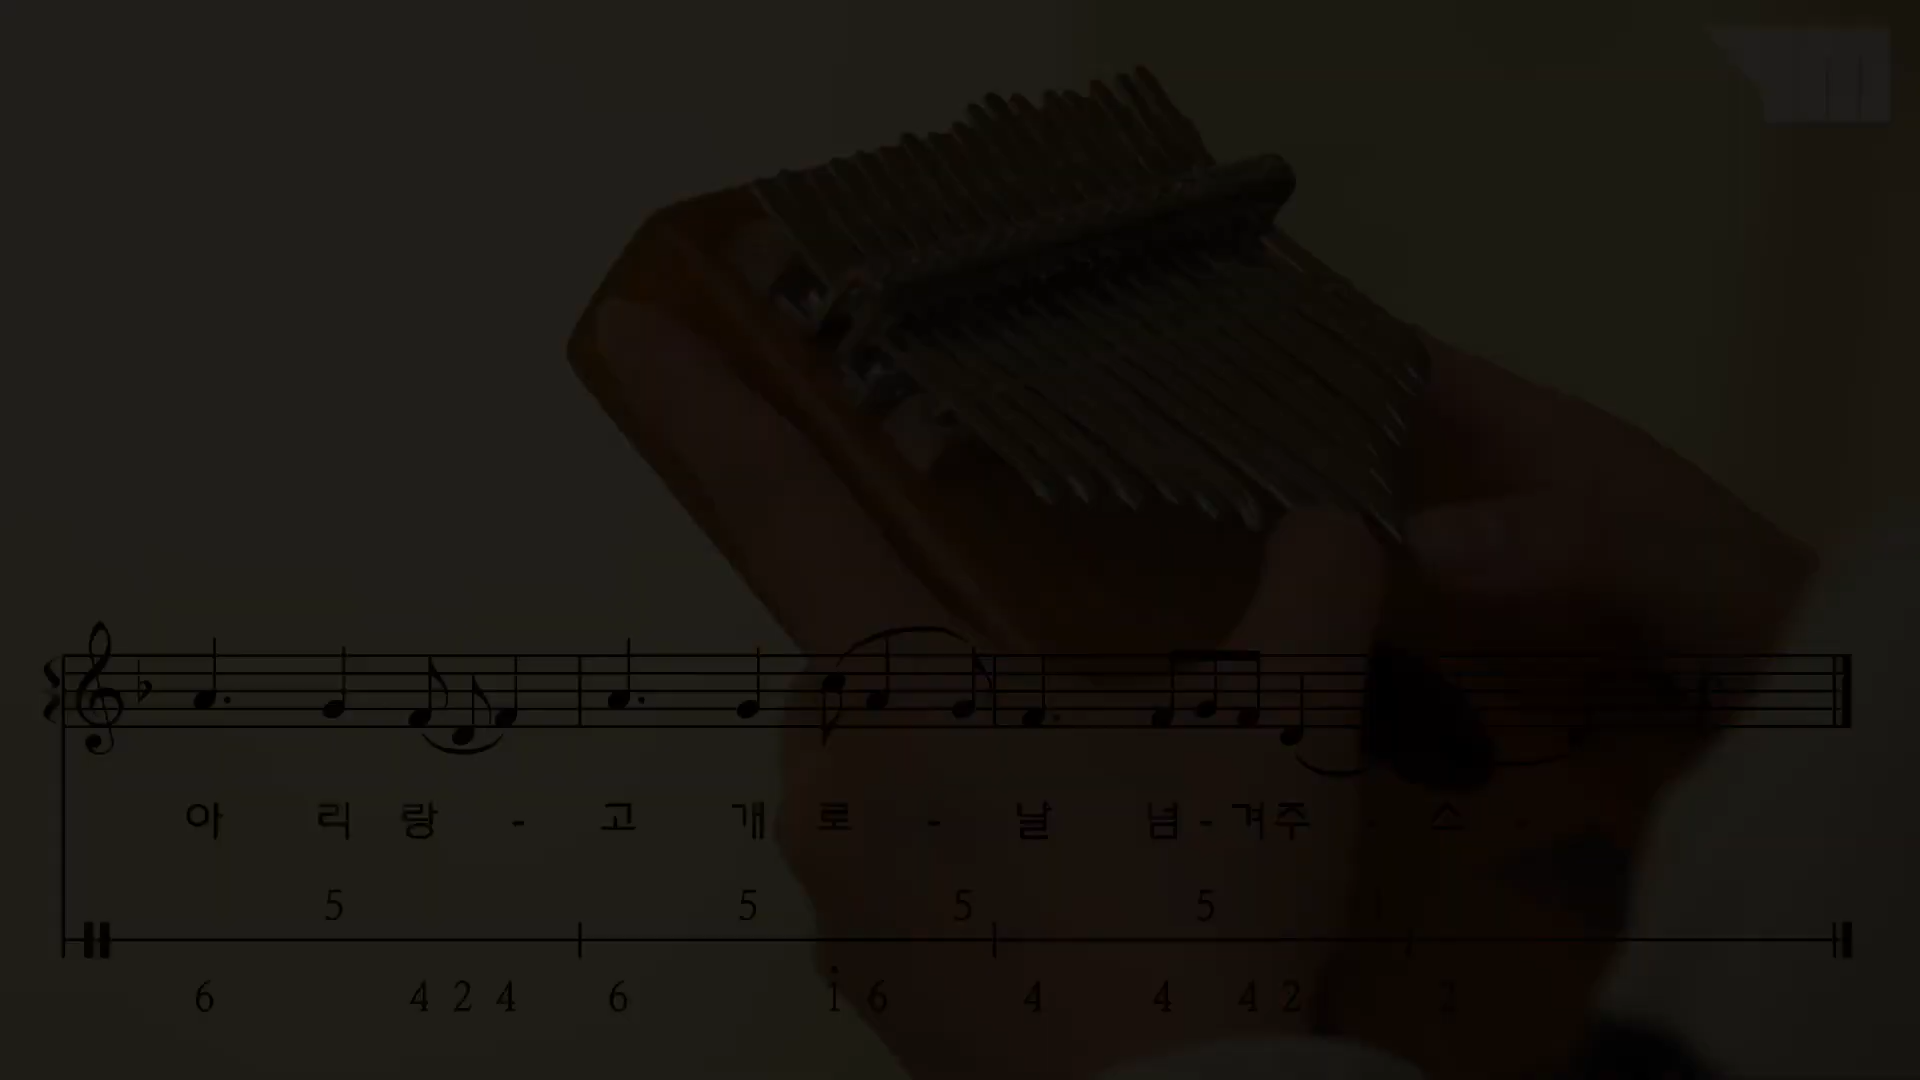 아 리 랑 - 고 개 로 - 날 넘 - 겨 주 - 소 -
5 5 5 5
6 4 2 4 6 i 6 4 4 4 2 2